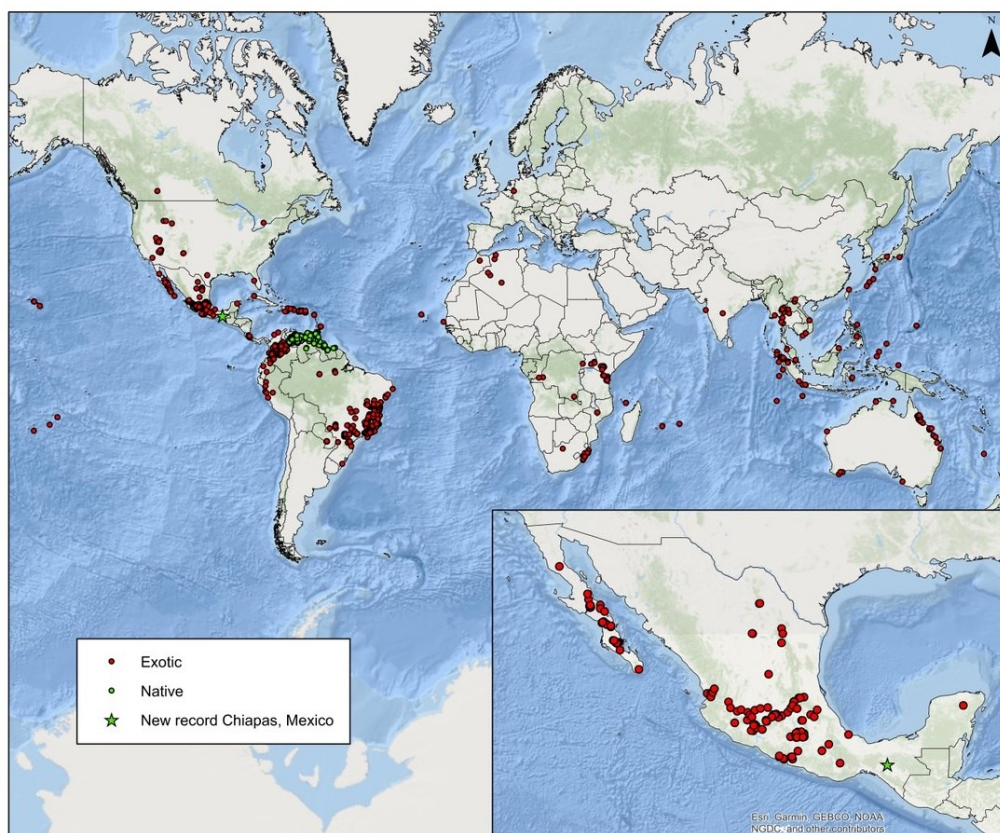 N
Exotic
Native
New record Chiapas, Mexico
Esri, Garmin, GEBCO, NOAA
NGDC, and other contributors